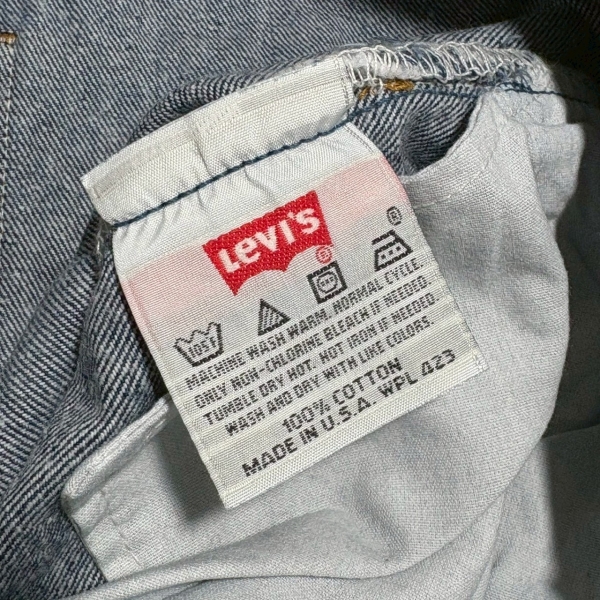 Levi's
®
®
105F
MACHINE WASH WARM. NORMAL CYCLE.
ONLY NON-CHLORINE BLEACH IF NEEDED.
TUMBLE DRY HOT. HOT IRON IF NEEDED.
WASH AND DRY WITH LIKE COLORS.
100% COTTON
MADE IN U.S.A. WPL 423